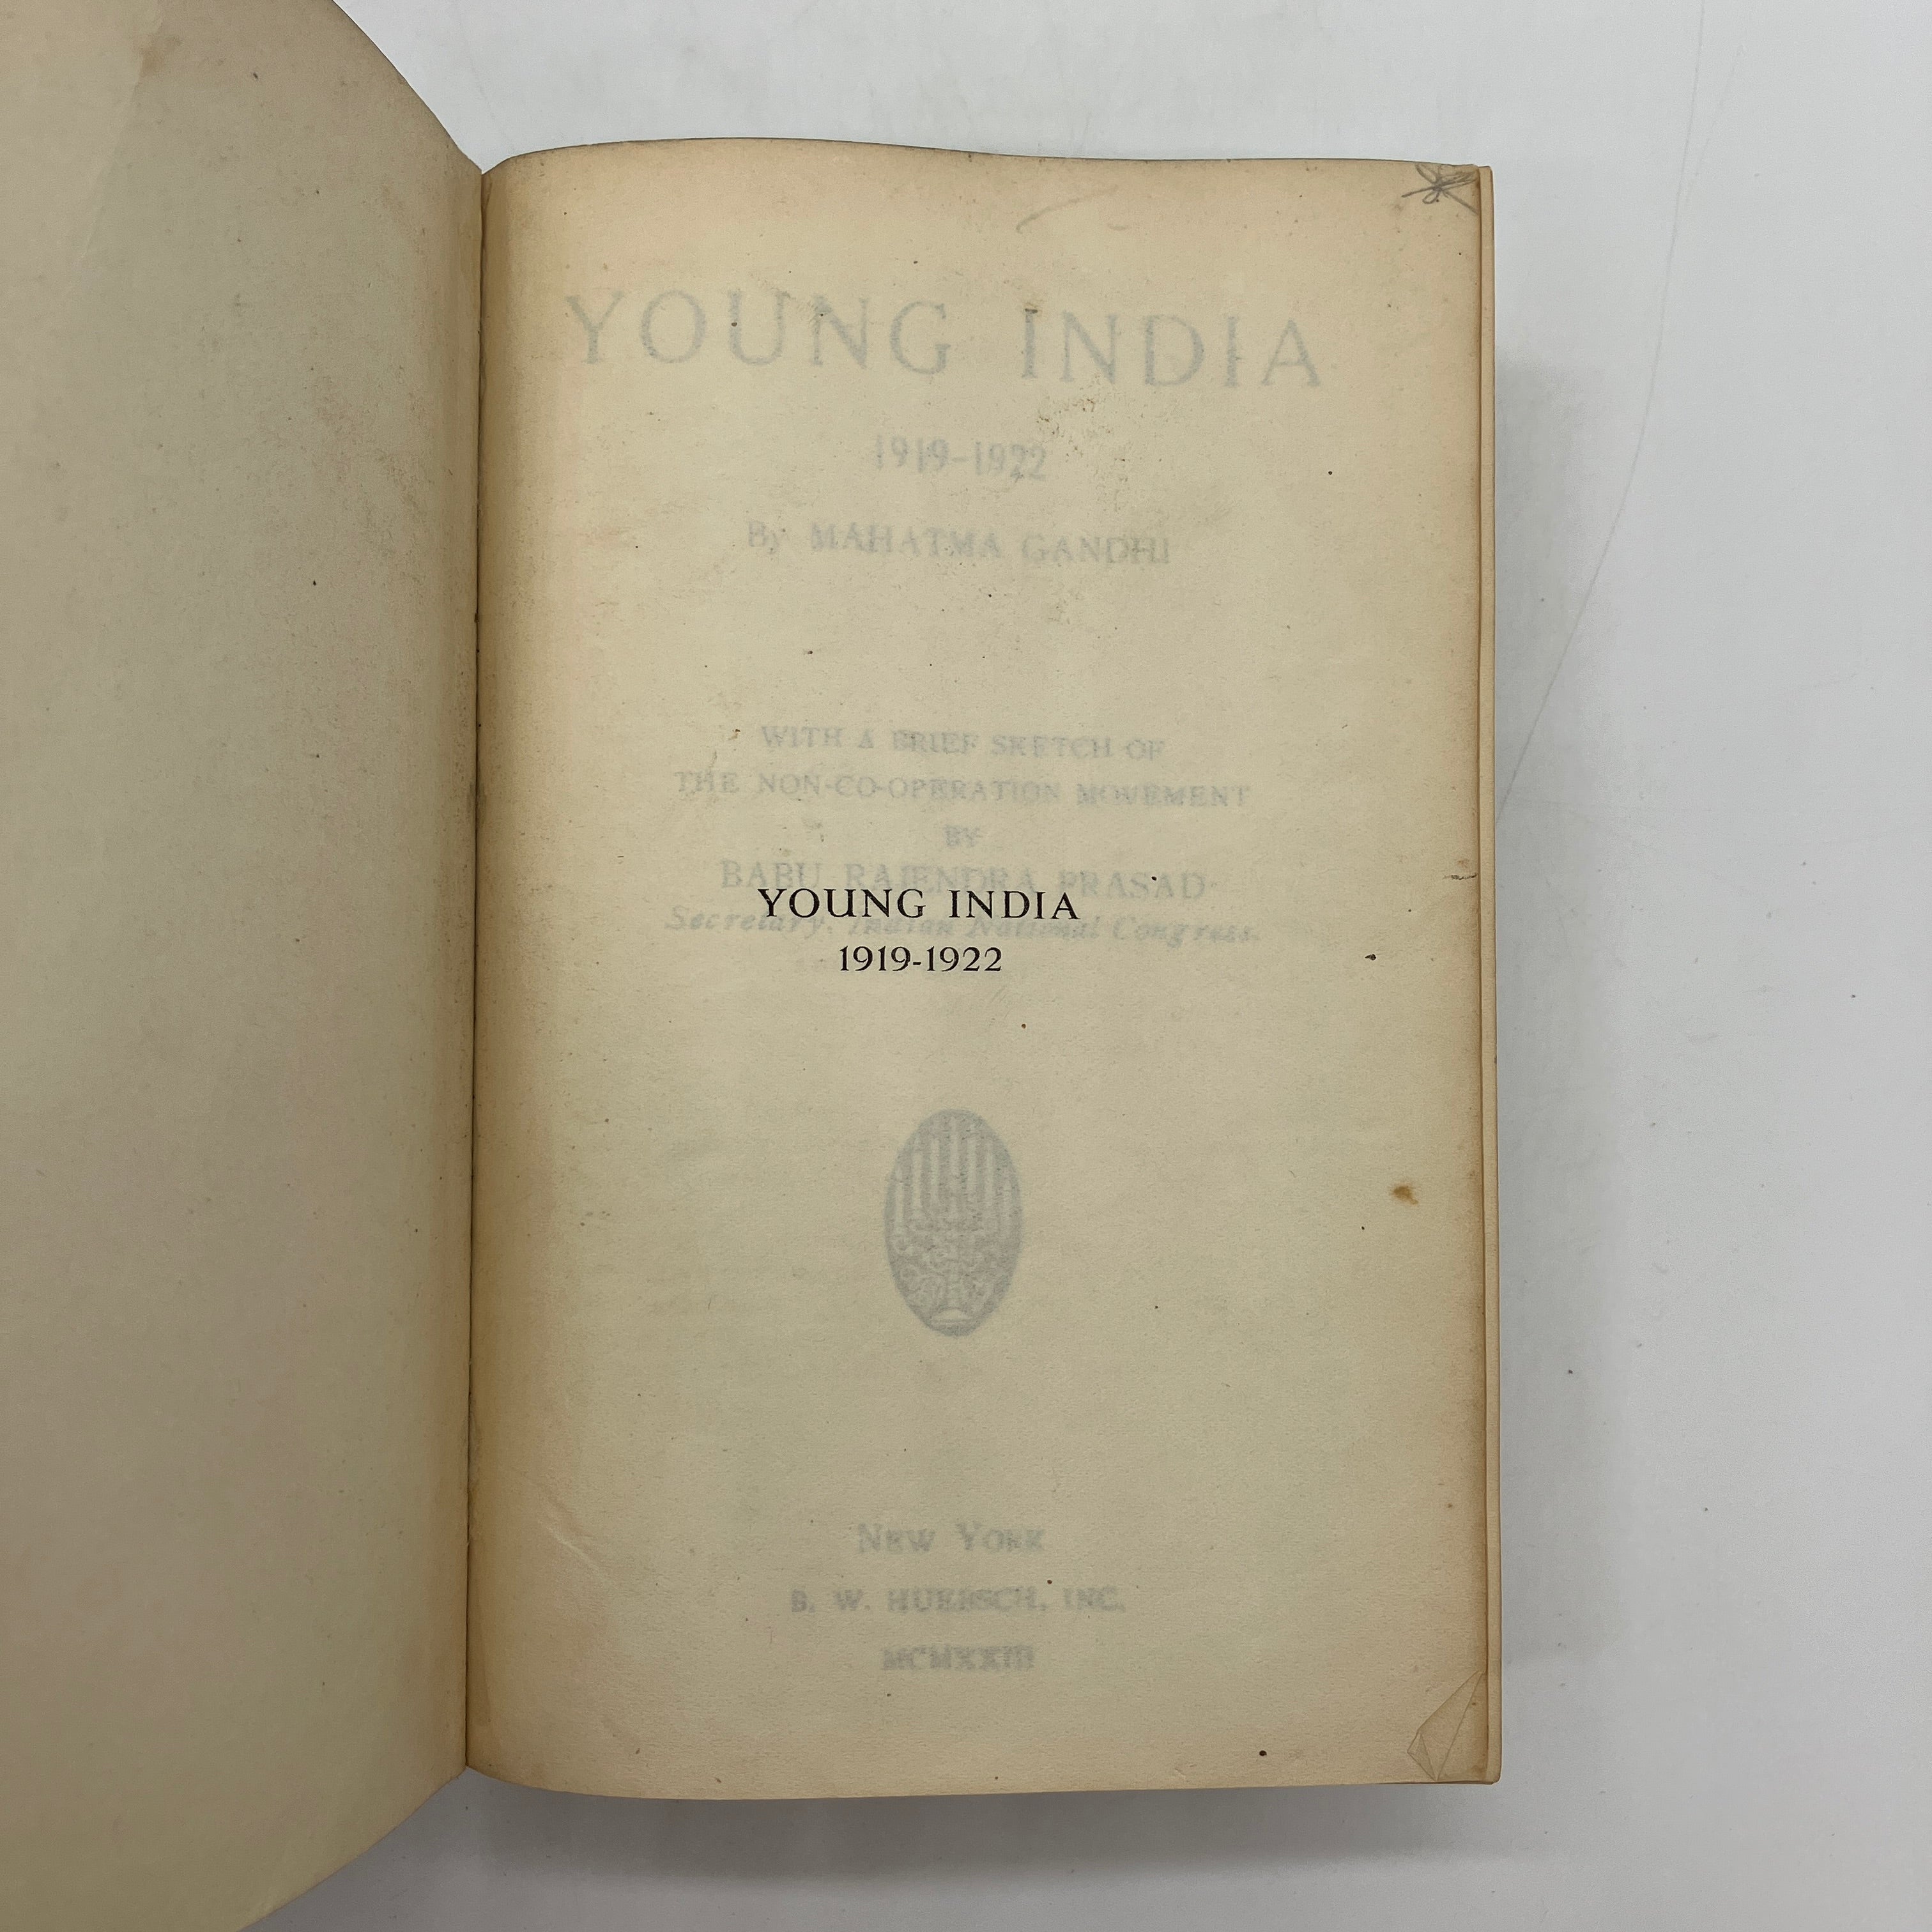 YOUNG INDIA
1919-1922
By MAHATMA GANDHI
WITH A BRIEF SKETCH OF
THE NON-CO-OPERATION MOVEMENT
BY
BABU RAJENDRA PRASAD
Secretary, Indian National Congress.
YOUNG INDIA
1919-1922
NEW YORK
B. W. HUEBSCH, INC.
MCMXXIII